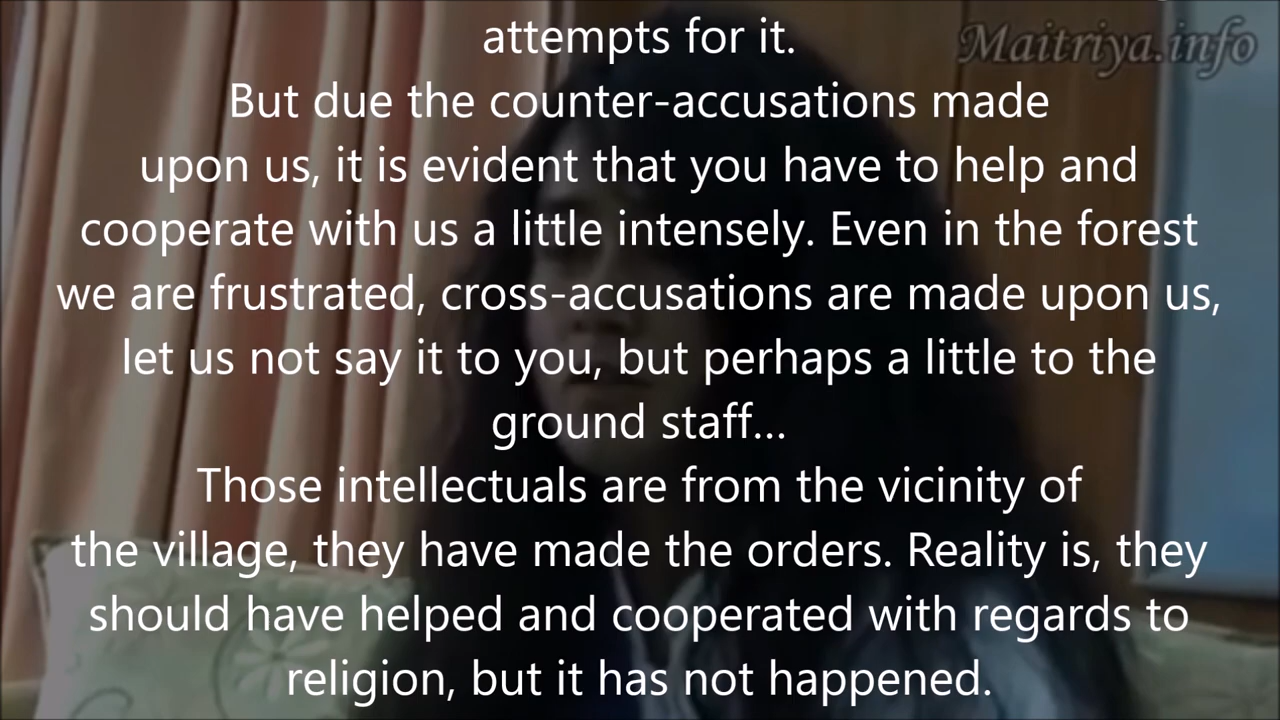 Maitriya.info
attempts for it.
But due the counter-accusations made
upon us, it is evident that you have to help and
cooperate with us a little intensely. Even in the forest
we are frustrated, cross-accusations are made upon us,
let us not say it to you, but perhaps a little to the
ground staff...
Those intellectuals are from the vicinity of
the village, they have made the orders. Reality is, they
should have helped and cooperated with regards to
religion, but it has not happened.